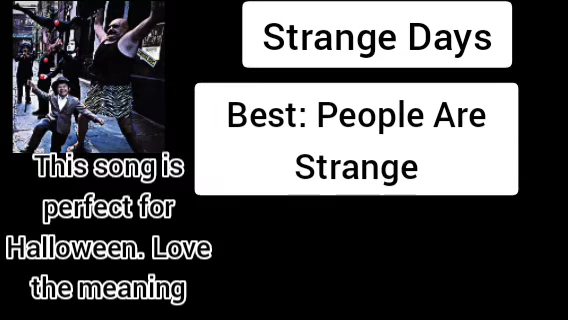 Strange Days
Best: People Are
Strange
This song is
perfect for
Halloween. Love
the meaning